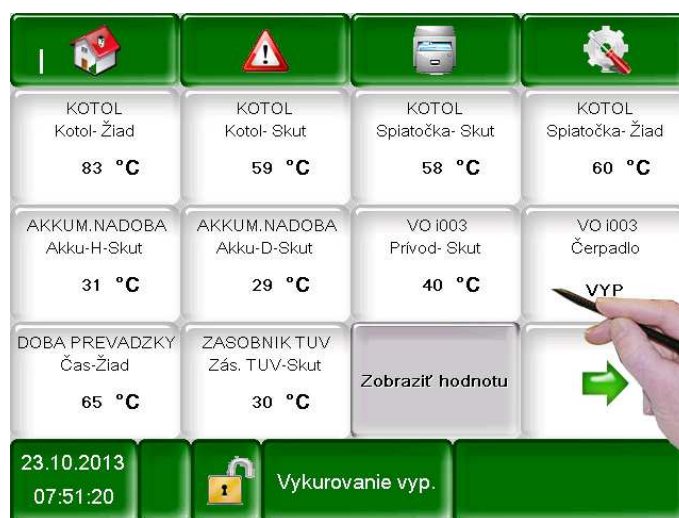 KOTOL
Kotol- Žiad
83 °C
KOTOL
Kotol- Skut
59 °C
KOTOL
Spiatočka- Skut
58 °C
KOTOL
Spiatočka- Žiad
60 °C
AKKUM.NADOBA
Akku-H-Skut
31 °C
AKKUM.NADOBA
Akku-D-Skut
29 °C
VO i003
Prívod- Skut
40 °C
VO i003
Čerpadlo
VYP
DOBA PREVADZKY
Čas-Žiad
65 °C
ZASOBNIK TUV
Zás. TUV-Skut
30 °C
Zobraziť hodnotu
23.10.2013
07:51:20
Vykurovanie vyp.